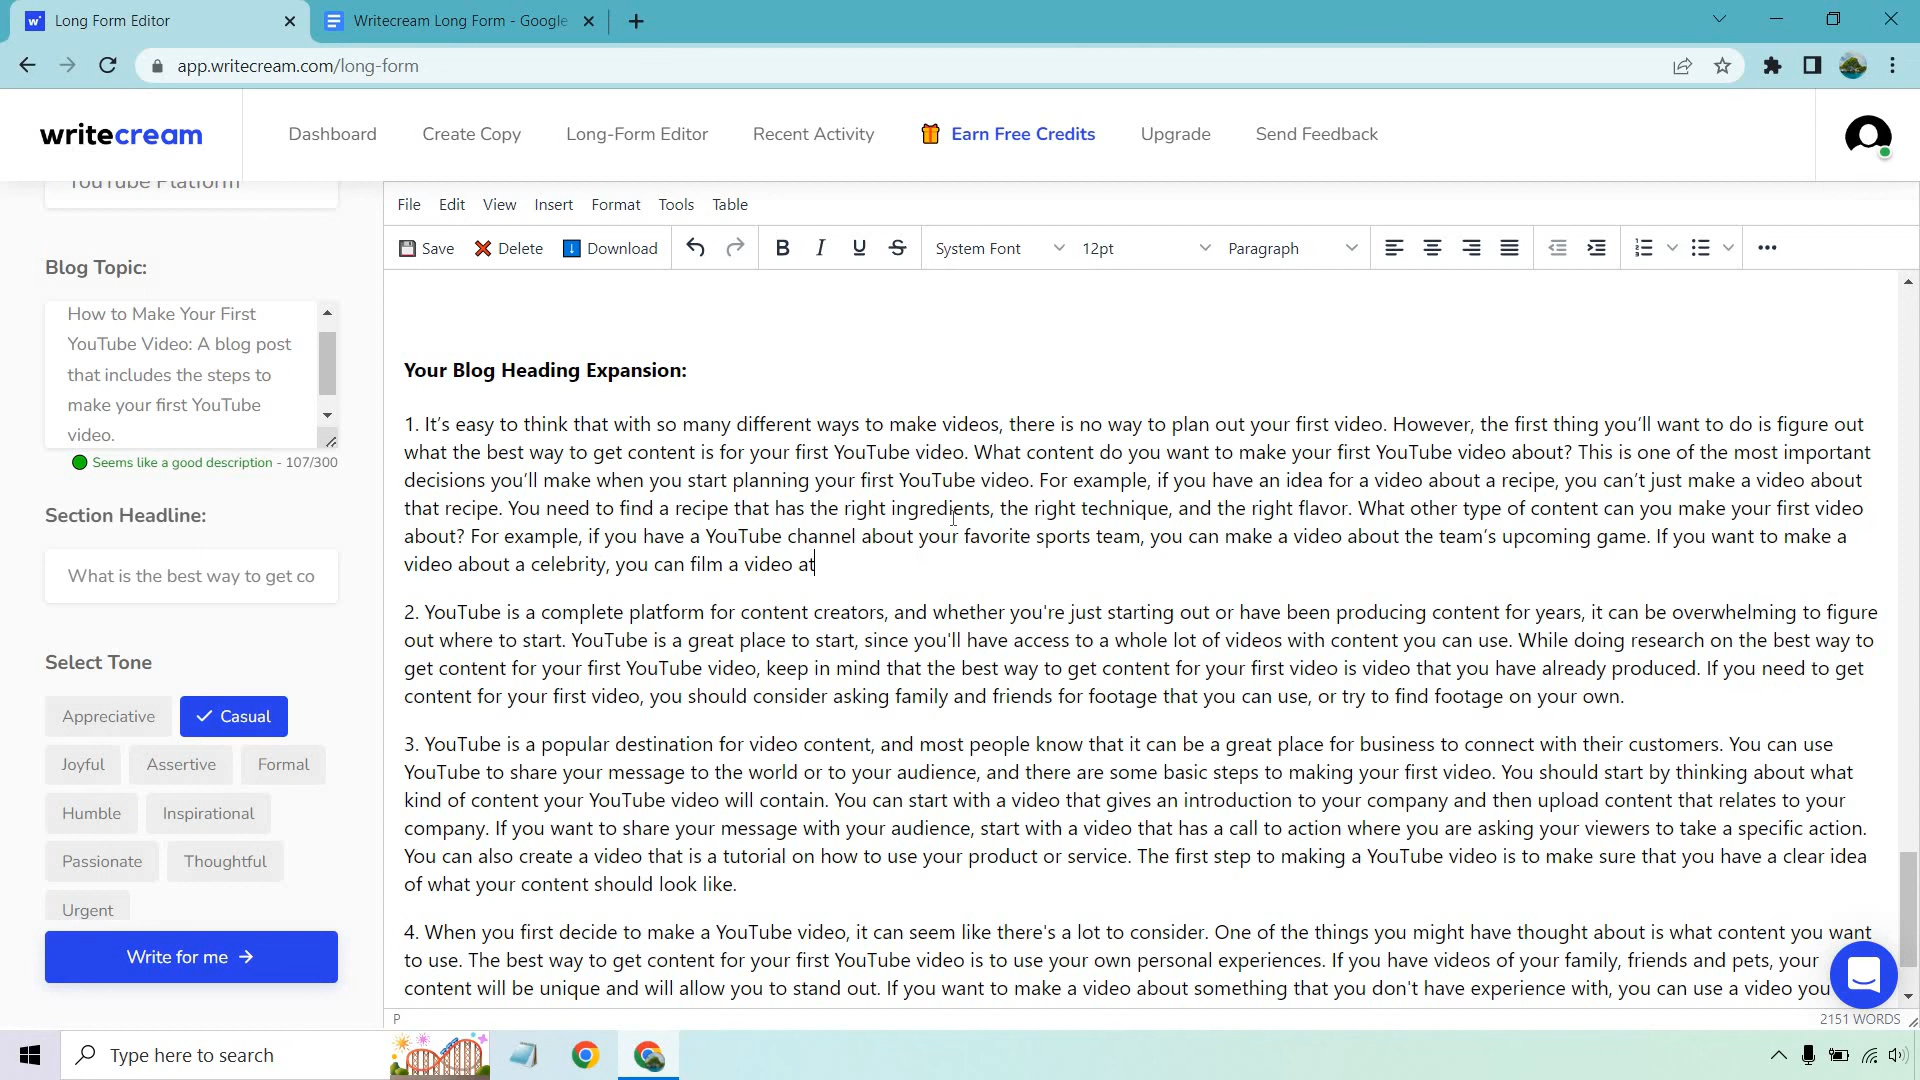 Long Form Editor
Writecream Long Form - Google
app.writecream.com/long-form
writecream
Dashboard
Create Copy
Long-Form Editor
Recent Activity
Earn Free Credits
Upgrade
Send Feedback
YouTube Platform
Blog Topic:
How to Make Your First
YouTube Video: A blog post
that includes the steps to
make your first YouTube
video.
Seems like a good description - 107/300
Section Headline:
What is the best way to get co
Select Tone
Appreciative
Casual
Joyful
Assertive
Formal
Humble
Inspirational
Passionate
Thoughtful
Urgent
Write for me
File Edit View Insert Format Tools Table
Save Delete Download B I U S System Font 12pt Paragraph
Your Blog Heading Expansion:
1. It’s easy to think that with so many different ways to make videos, there is no way to plan out your first video. However, the first thing you’ll want to do is figure out
what the best way to get content is for your first YouTube video. What content do you want to make your first YouTube video about? This is one of the most important
decisions you’ll make when you start planning your first YouTube video. For example, if you have an idea for a video about a recipe, you can’t just make a video about
that recipe. You need to find a recipe that has the right ingredients, the right technique, and the right flavor. What other type of content can you make your first video
about? For example, if you have a YouTube channel about your favorite sports team, you can make a video about the team’s upcoming game. If you want to make a
video about a celebrity, you can film a video at
2. YouTube is a complete platform for content creators, and whether you're just starting out or have been producing content for years, it can be overwhelming to figure
out where to start. YouTube is a great place to start, since you'll have access to a whole lot of videos with content you can use. While doing research on the best way to
get content for your first YouTube video, keep in mind that the best way to get content for your first video is video that you have already produced. If you need to get
content for your first video, you should consider asking family and friends for footage that you can use, or try to find footage on your own.
3. YouTube is a popular destination for video content, and most people know that it can be a great place for business to connect with their customers. You can use
YouTube to share your message to the world or to your audience, and there are some basic steps to making your first video. You should start by thinking about what
kind of content your YouTube video will contain. You can start with a video that gives an introduction to your company and then upload content that relates to your
company. If you want to share your message with your audience, start with a video that has a call to action where you are asking your viewers to take a specific action.
You can also create a video that is a tutorial on how to use your product or service. The first step to making a YouTube video is to make sure that you have a clear idea
of what your content should look like.
4. When you first decide to make a YouTube video, it can seem like there's a lot to consider. One of the things you might have thought about is what content you want
to use. The best way to get content for your first YouTube video is to use your own personal experiences. If you have videos of your family, friends and pets, your
content will be unique and will allow you to stand out. If you want to make a video about something that you don't have experience with, you can use a video you
P
2151 WORDS
Type here to search